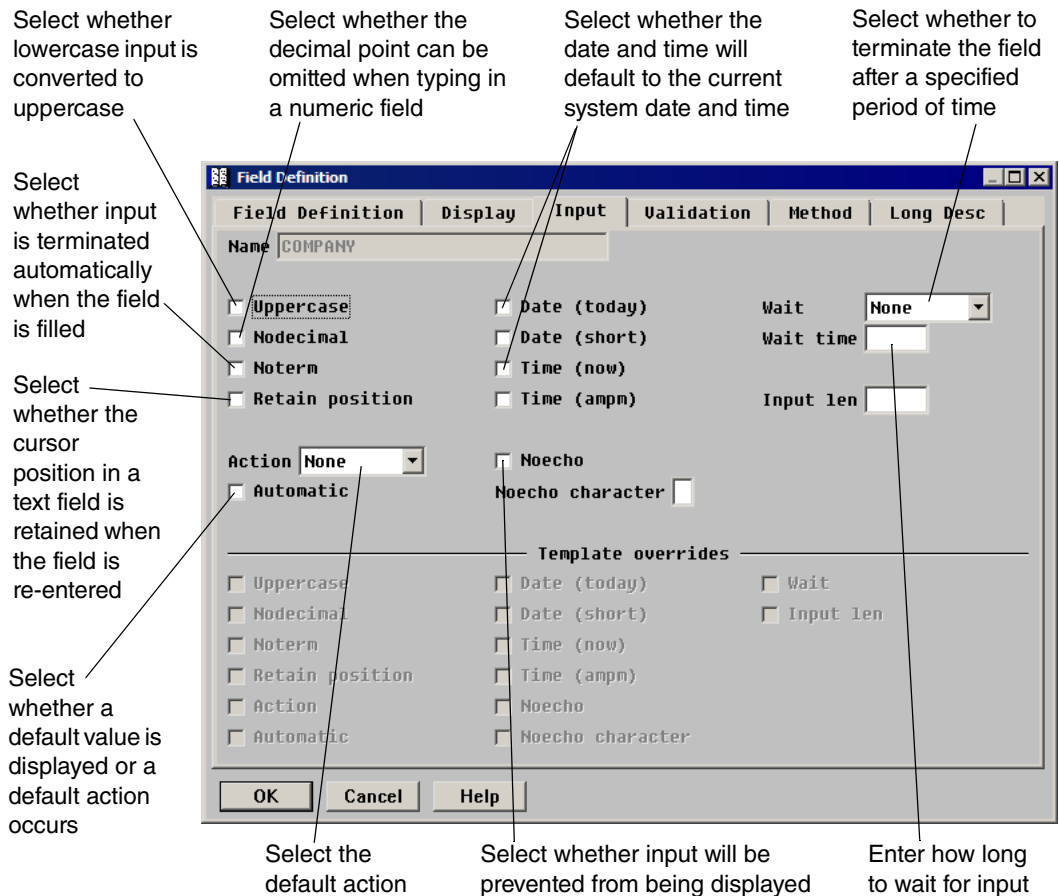 Select whether
lowercase input is
converted to
uppercase
Select whether the
decimal point can be
omitted when typing in
a numeric field
Select whether the
date and time will
default to the current
system date and time
Select whether to
terminate the field
after a specified
period of time
Select
whether input
is terminated
automatically
when the field
is filled
Select
whether the
cursor
position in a
text field is
retained when
the field is
re-entered
Select
whether a
default value is
displayed or a
default action
occurs
Field Definition
Field Definition Display Input Validation Method Long Desc
Name COMPANY
Uppercase Date (today) Wait None
Nodecimal Date (short) Wait time
Noterm Time (now)
Retain position Time (ampm) Input len
Action None Noecho
Automatic Noecho character
Template overrides
Uppercase Date (today) Wait
Nodecimal Date (short) Input len
Noterm Time (now)
Retain position Time (ampm)
Action Noecho
Automatic Noecho character
OK Cancel Help
Select the
default action
Select whether input will be
prevented from being displayed
Enter how long
to wait for input